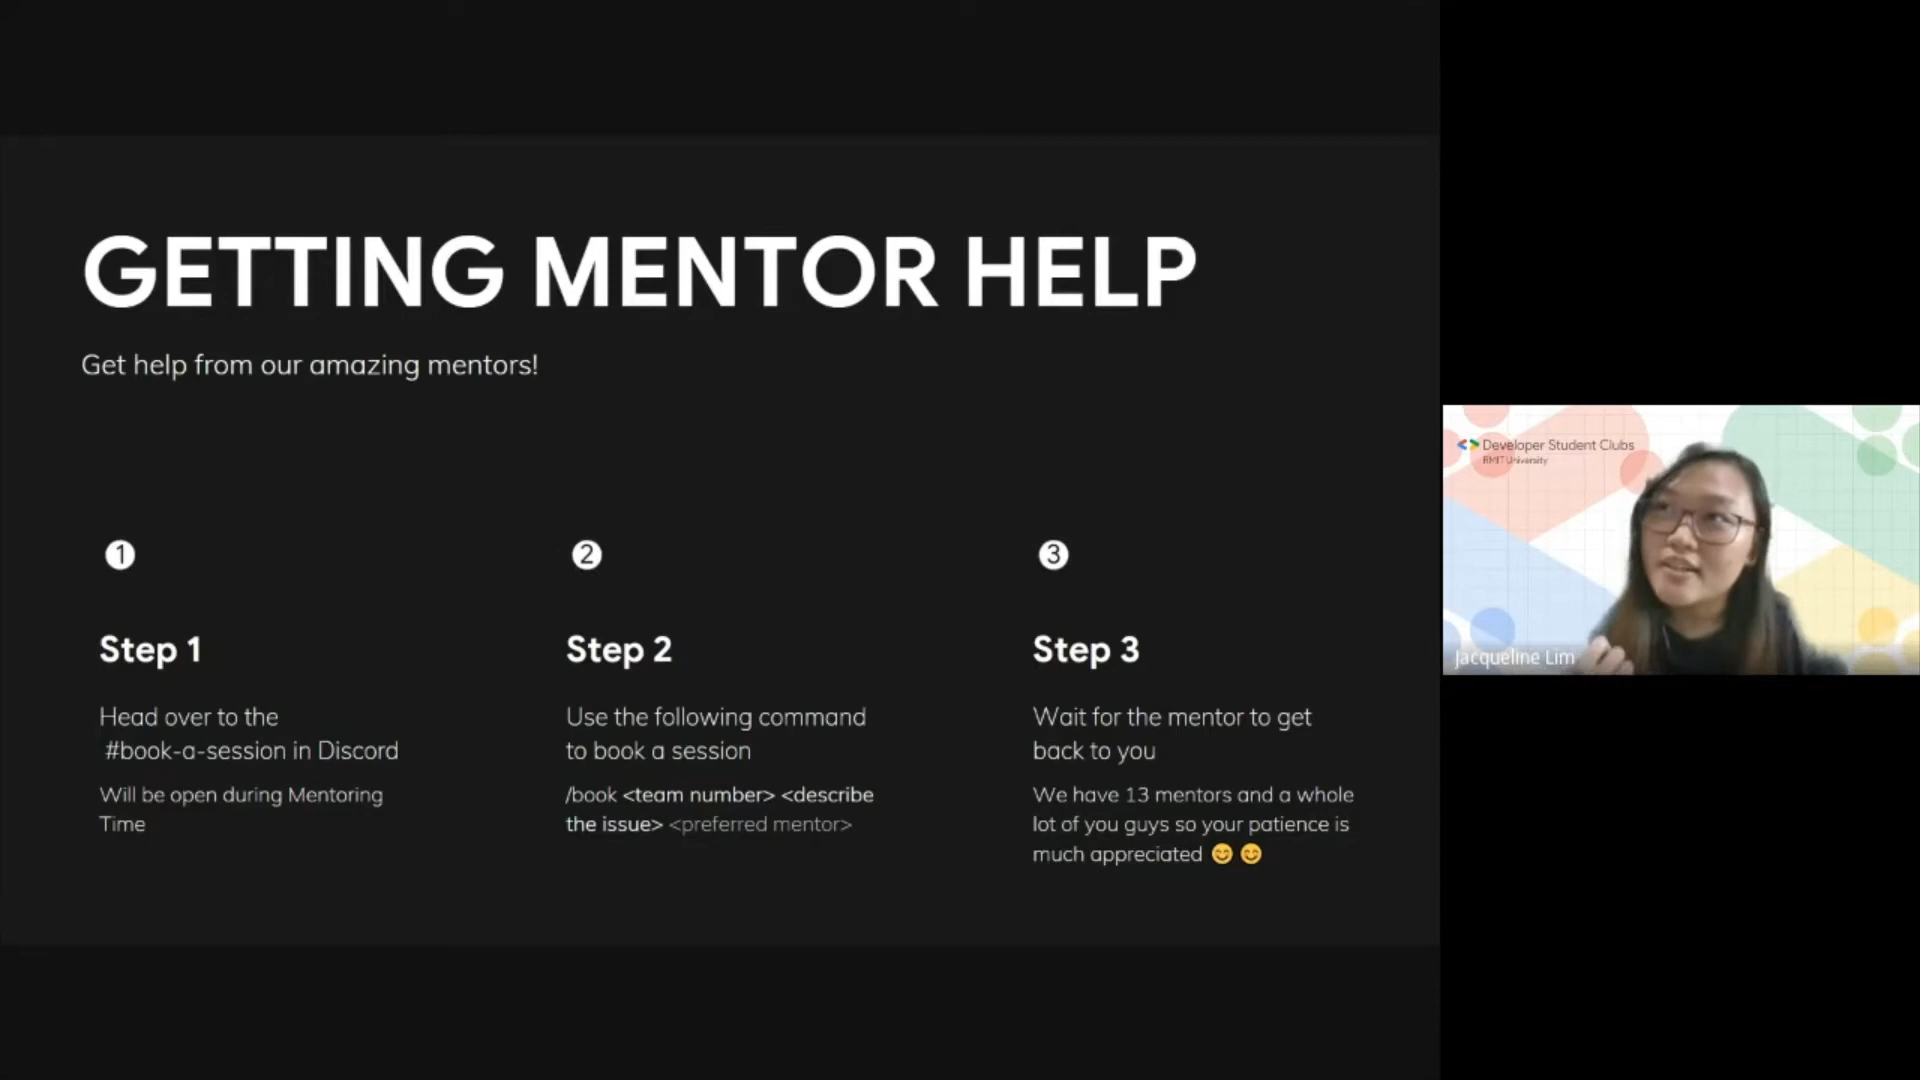 GETTING MENTOR HELP
Get help from our amazing mentors!
1
Step 1
Head over to the
#book-a-session in Discord
Will be open during Mentoring
Time
2
Step 2
Use the following command
to book a session
/book <team number> <describe
the issue> <preferred mentor>
3
Step 3
Wait for the mentor to get
back to you
We have 13 mentors and a whole
lot of you guys so your patience is
much appreciated 😊 😊
Developer Student Clubs
RMIT University
Jacqueline Lim